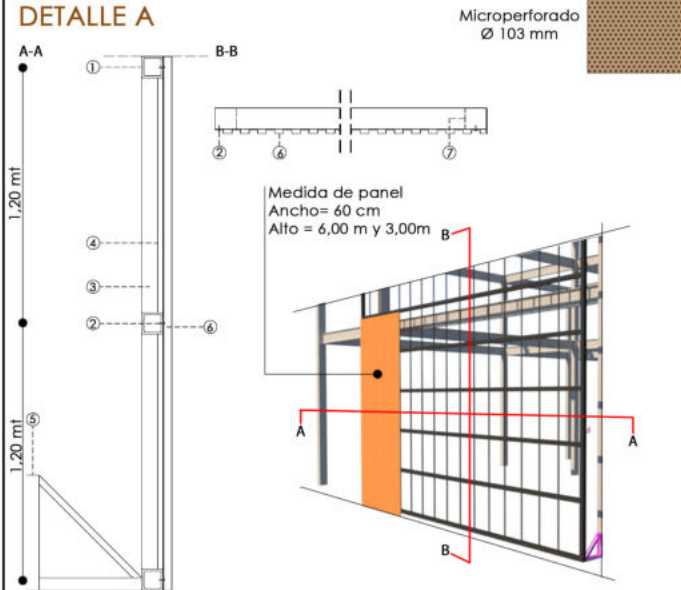 DETALLE A
Microperforado
Ø 103 mm
A-A
B-B
①
1,20 mt
④
③
②
⑥
1,20 mt
⑤
②
⑥
⑦
Medida de panel
Ancho= 60 cm
Alto = 6,00 m y 3,00m
B
A
A
B